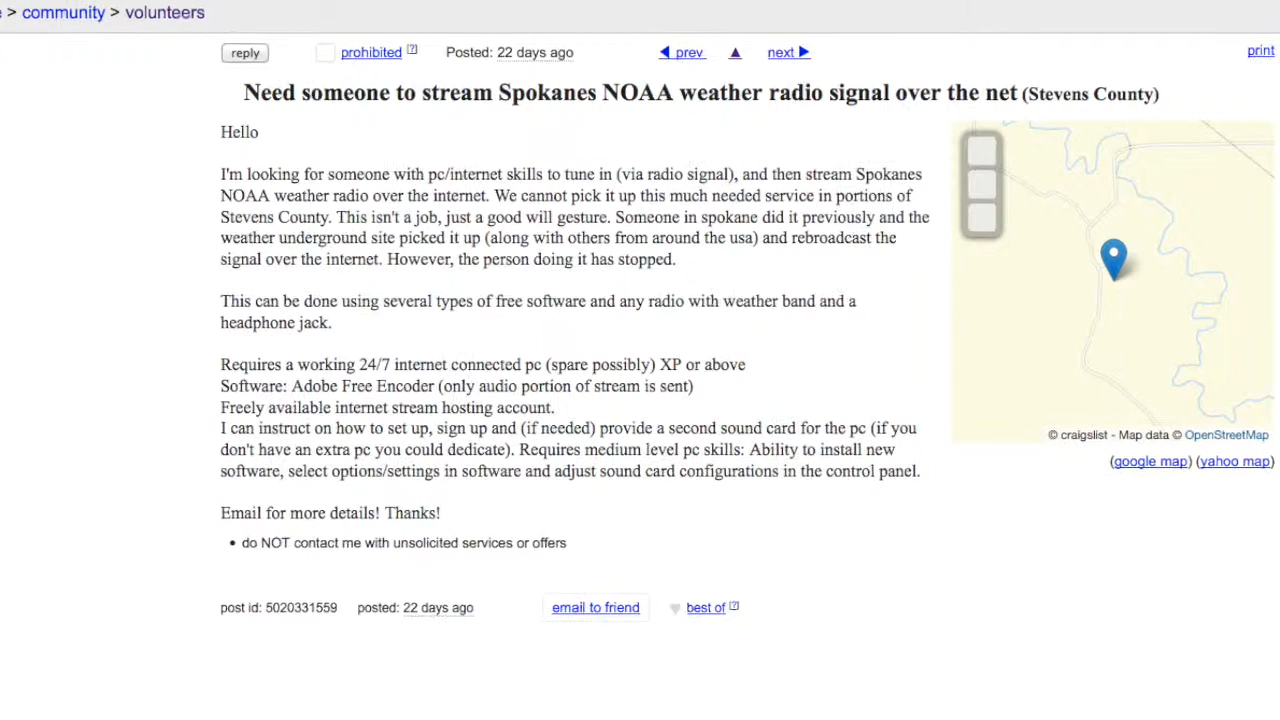 > community > volunteers
reply prohibited [?] Posted: 22 days ago ◀ prev ▲ next ▶ print
Need someone to stream Spokanes NOAA weather radio signal over the net (Stevens County)
Hello
I'm looking for someone with pc/internet skills to tune in (via radio signal), and then stream Spokanes
NOAA weather radio over the internet. We cannot pick it up this much needed service in portions of
Stevens County. This isn't a job, just a good will gesture. Someone in spokane did it previously and the
weather underground site picked it up (along with others from around the usa) and rebroadcast the
signal over the internet. However, the person doing it has stopped.
This can be done using several types of free software and any radio with weather band and a
headphone jack.
Requires a working 24/7 internet connected pc (spare possibly) XP or above
Software: Adobe Free Encoder (only audio portion of stream is sent)
Freely available internet stream hosting account.
I can instruct on how to set up, sign up and (if needed) provide a second sound card for the pc (if you
don't have an extra pc you could dedicate). Requires medium level pc skills: Ability to install new
software, select options/settings in software and adjust sound card configurations in the control panel.
Email for more details! Thanks!
• do NOT contact me with unsolicited services or offers
© craigslist - Map data © OpenStreetMap
(google map) (yahoo map)
post id: 5020331559 posted: 22 days ago email to friend best of [?]